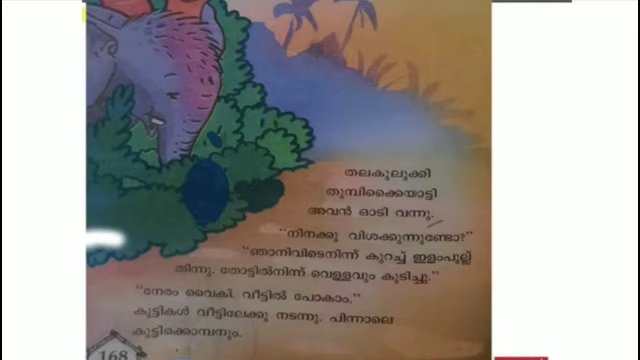 തലകുലുക്കി
തുമ്പിക്കൈയാട്ടി
അവൻ ഓടി വന്നു.
"നിനക്കു വിശക്കുന്നുണ്ടോ?"
"ഞാനിവിടെനിന്ന് കുറച്ച് ഇളംപുല്ല്
തിന്നു. തോട്ടിൽനിന്ന് വെള്ളവും കുടിച്ചു."
"നേരം വൈകി. വീട്ടിൽ പോകാം."
കുട്ടികൾ വീട്ടിലേക്കു നടന്നു. പിന്നാലെ
കുട്ടിക്കൊമ്പനും.
168